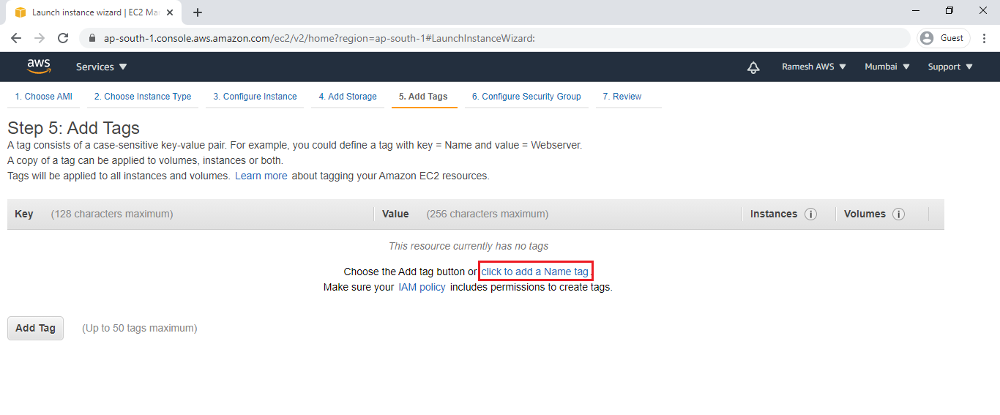 Launch instance wizard | EC2 Mar
ap-south-1.console.aws.amazon.com/ec2/v2/home?region=ap-south-1#LaunchInstanceWizard:
Guest
aws Services Ramesh AWS Mumbai Support
1. Choose AMI 2. Choose Instance Type 3. Configure Instance 4. Add Storage 5. Add Tags 6. Configure Security Group 7. Review
Step 5: Add Tags
A tag consists of a case-sensitive key-value pair. For example, you could define a tag with key = Name and value = Webserver.
A copy of a tag can be applied to volumes, instances or both.
Tags will be applied to all instances and volumes. Learn more about tagging your Amazon EC2 resources.
Key (128 characters maximum) Value (256 characters maximum) Instances i Volumes i
This resource currently has no tags
Choose the Add tag button or click to add a Name tag.
Make sure your IAM policy includes permissions to create tags.
Add Tag (Up to 50 tags maximum)